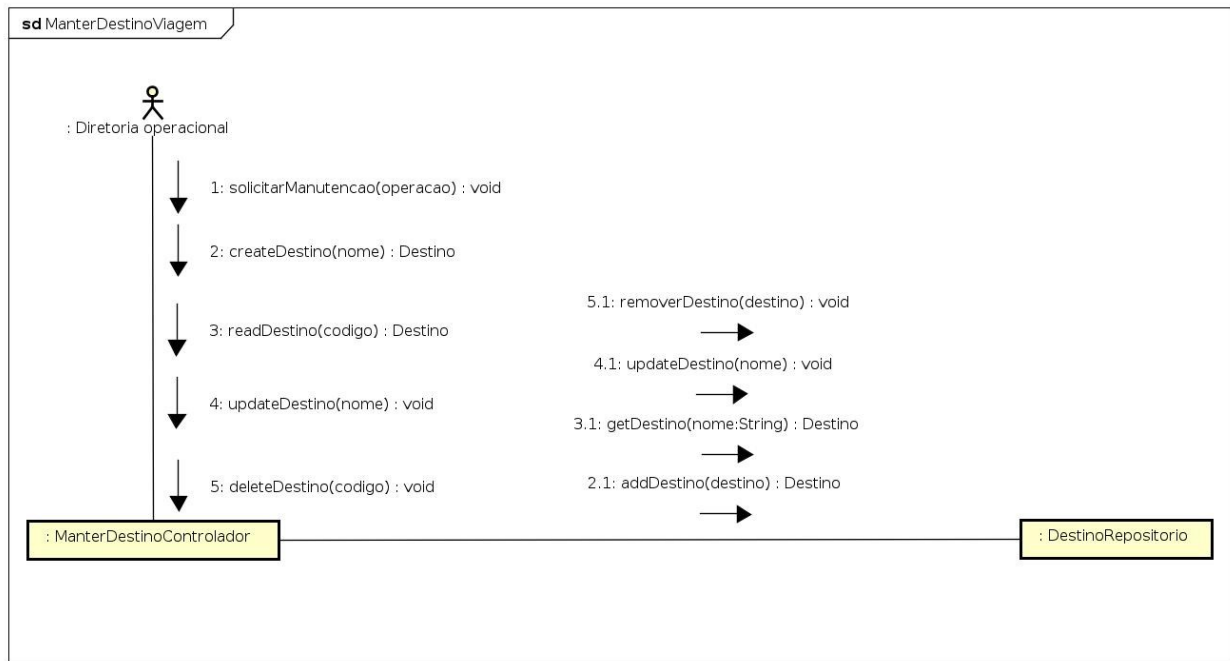 sd ManterDestinoViagem
: Diretoria operacional
1: solicitarManutencao(operacao) : void
2: createDestino(nome) : Destino
3: readDestino(codigo) : Destino
4: updateDestino(nome) : void
5: deleteDestino(codigo) : void
5.1: removerDestino(destino) : void
4.1: updateDestino(nome) : void
3.1: getDestino(nome:String) : Destino
2.1: addDestino(destino) : Destino
: ManterDestinoControlador
: DestinoRepositorio